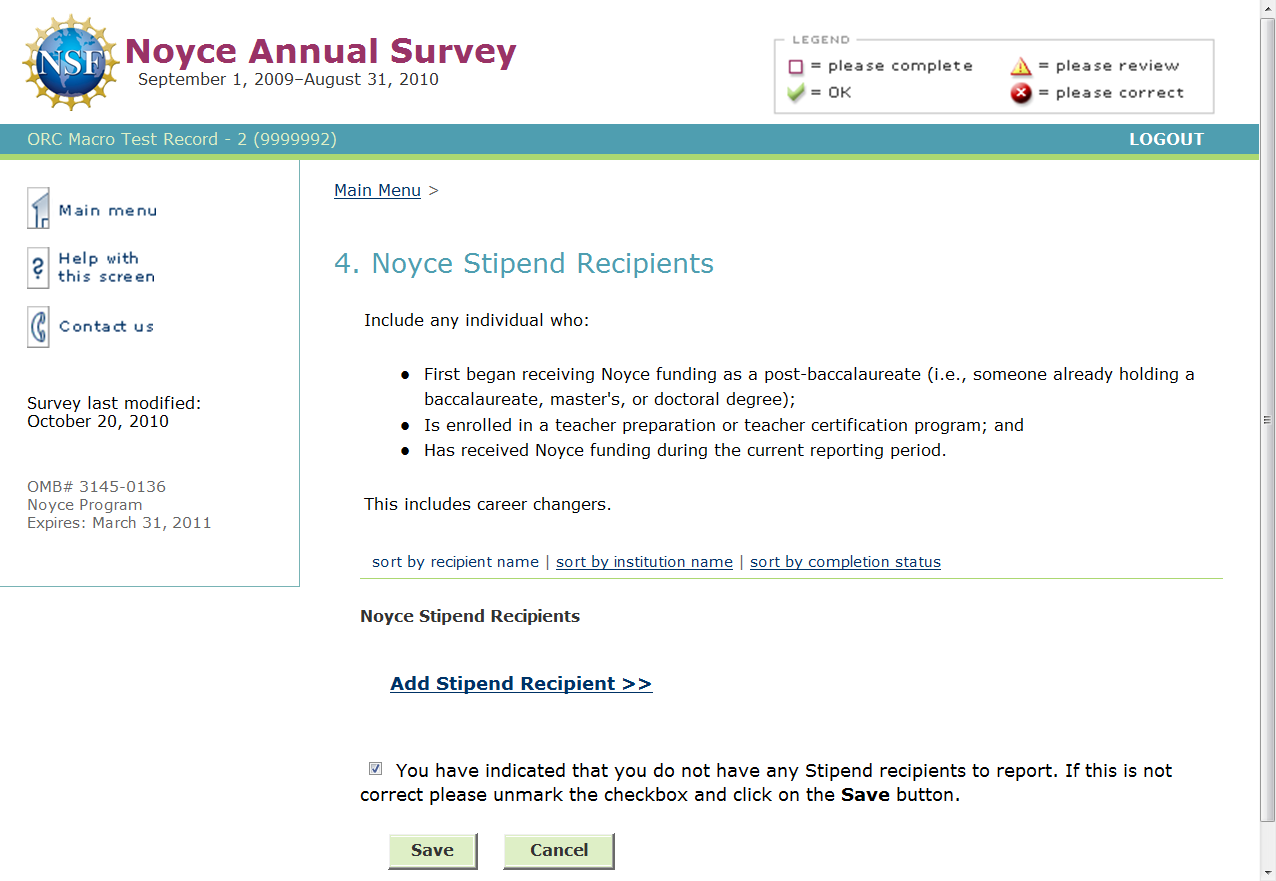 NSF
Noyce Annual Survey
September 1, 2009–August 31, 2010
LEGEND
= please complete
= please review
= OK
= please correct
ORC Macro Test Record - 2 (9999992)
LOGOUT
Main menu
Help with
this screen
Contact us
Survey last modified:
October 20, 2010
OMB# 3145-0136
Noyce Program
Expires: March 31, 2011
Main Menu >
4. Noyce Stipend Recipients
Include any individual who:
● First began receiving Noyce funding as a post-baccalaureate (i.e., someone already holding a
baccalaureate, master's, or doctoral degree);
● Is enrolled in a teacher preparation or teacher certification program; and
● Has received Noyce funding during the current reporting period.
This includes career changers.
sort by recipient name | sort by institution name | sort by completion status
Noyce Stipend Recipients
Add Stipend Recipient >>
You have indicated that you do not have any Stipend recipients to report. If this is not
correct please unmark the checkbox and click on the Save button.
Save
Cancel